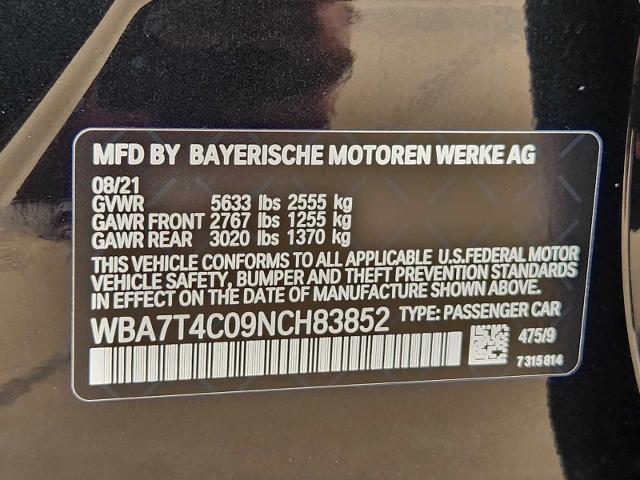 MFD BY BAYERISCHE MOTOREN WERKE AG
08/21
GVWR 5633 lbs 2555 kg
GAWR FRONT 2767 lbs 1255 kg
GAWR REAR 3020 lbs 1370 kg
THIS VEHICLE CONFORMS TO ALL APPLICABLE U.S.FEDERAL MOTOR
VEHICLE SAFETY, BUMPER AND THEFT PREVENTION STANDARDS
IN EFFECT ON THE DATE OF MANUFACTURE SHOWN ABOVE.
WBA7T4C09NCH83852 TYPE: PASSENGER CAR
475/9
7315814